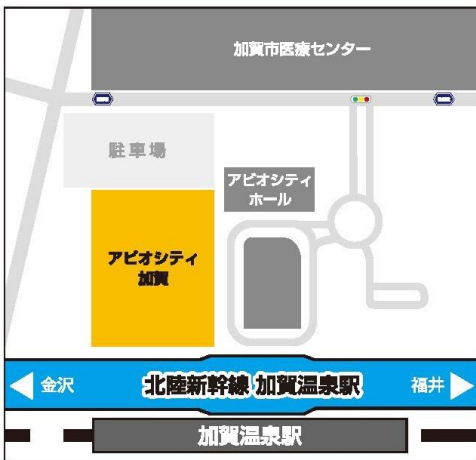 加賀市医療センター
駐車場
アビオシティ
ホール
アビオシティ
加賀
金沢
北陸新幹線 加賀温泉駅
福井
加賀温泉駅